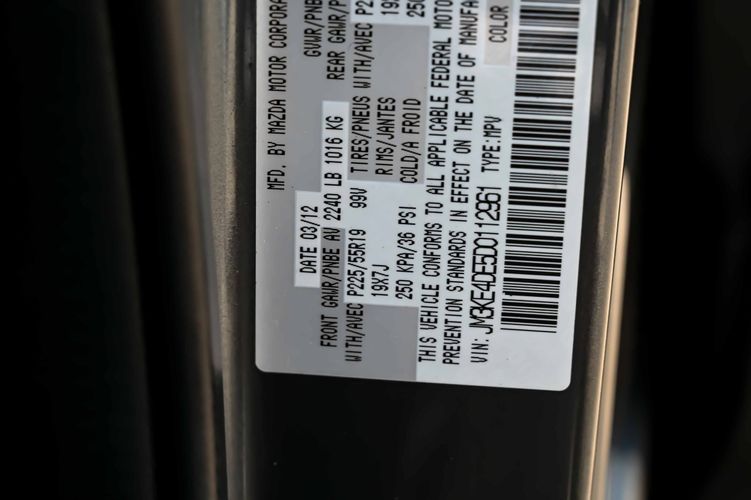 MFD. BY MAZDA MOTOR CORPORA
DATE 03/12 GVWR/PNB
FRONT GAWR/PNBE AV 2240 LB 1016 KG REAR GAWR/P
WITH/AVEC P225/55R19 99V TIRES/PNEUS WITH/AVEC P2
19X7J RIMS/JANTES 19X
250 KPA/36 PSI COLD/A FROID 250
THIS VEHICLE CONFORMS TO ALL APPLICABLE FEDERAL MOTO
PREVENTION STANDARDS IN EFFECT ON THE DATE OF MANUFA
VIN: JM3KE4DE5D0112961 TYPE:MPV COLOR